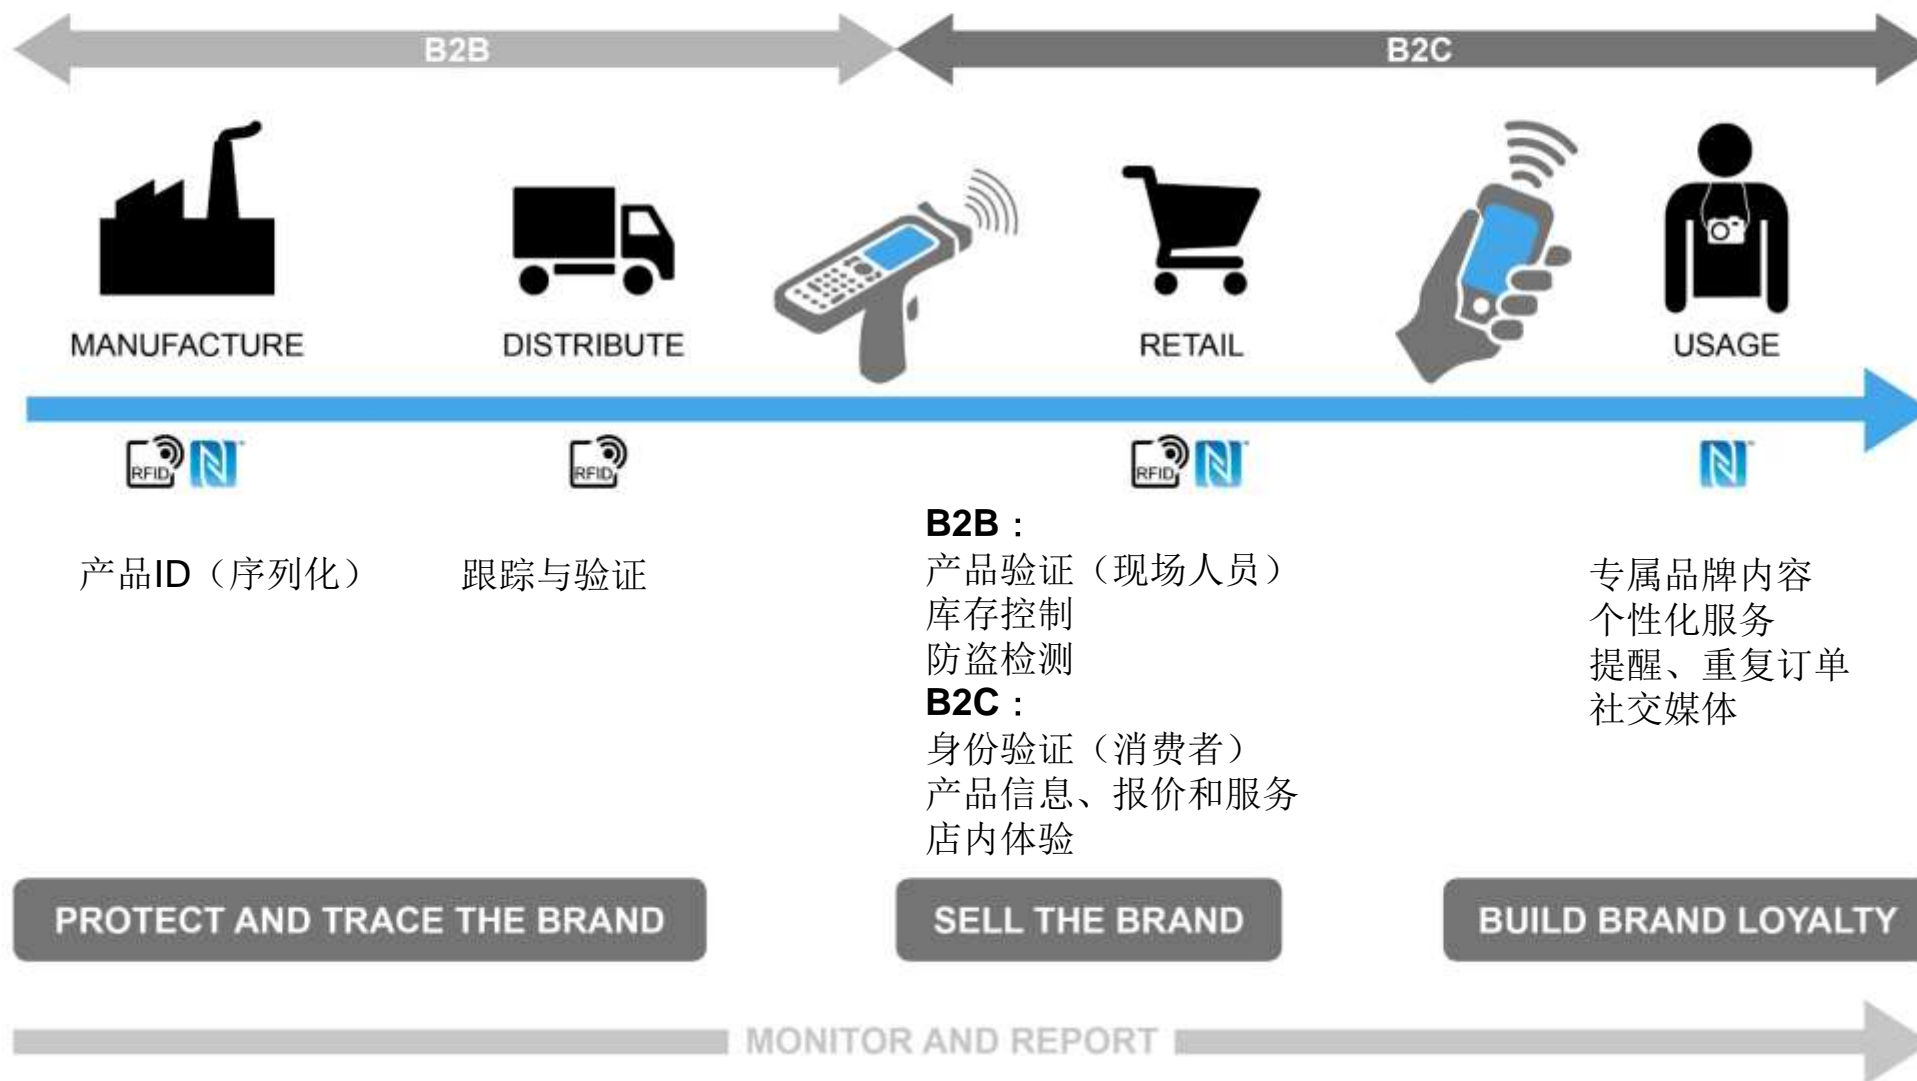 B2B
B2C
MANUFACTURE
DISTRIBUTE
RETAIL
USAGE
RFID
RFID
RFID
产品ID（序列化）
跟踪与验证
B2B：
产品验证（现场人员）
库存控制
防盗检测
B2C：
身份验证（消费者）
产品信息、报价和服务
店内体验
专属品牌内容
个性化服务
提醒、重复订单
社交媒体
PROTECT AND TRACE THE BRAND
SELL THE BRAND
BUILD BRAND LOYALTY
MONITOR AND REPORT